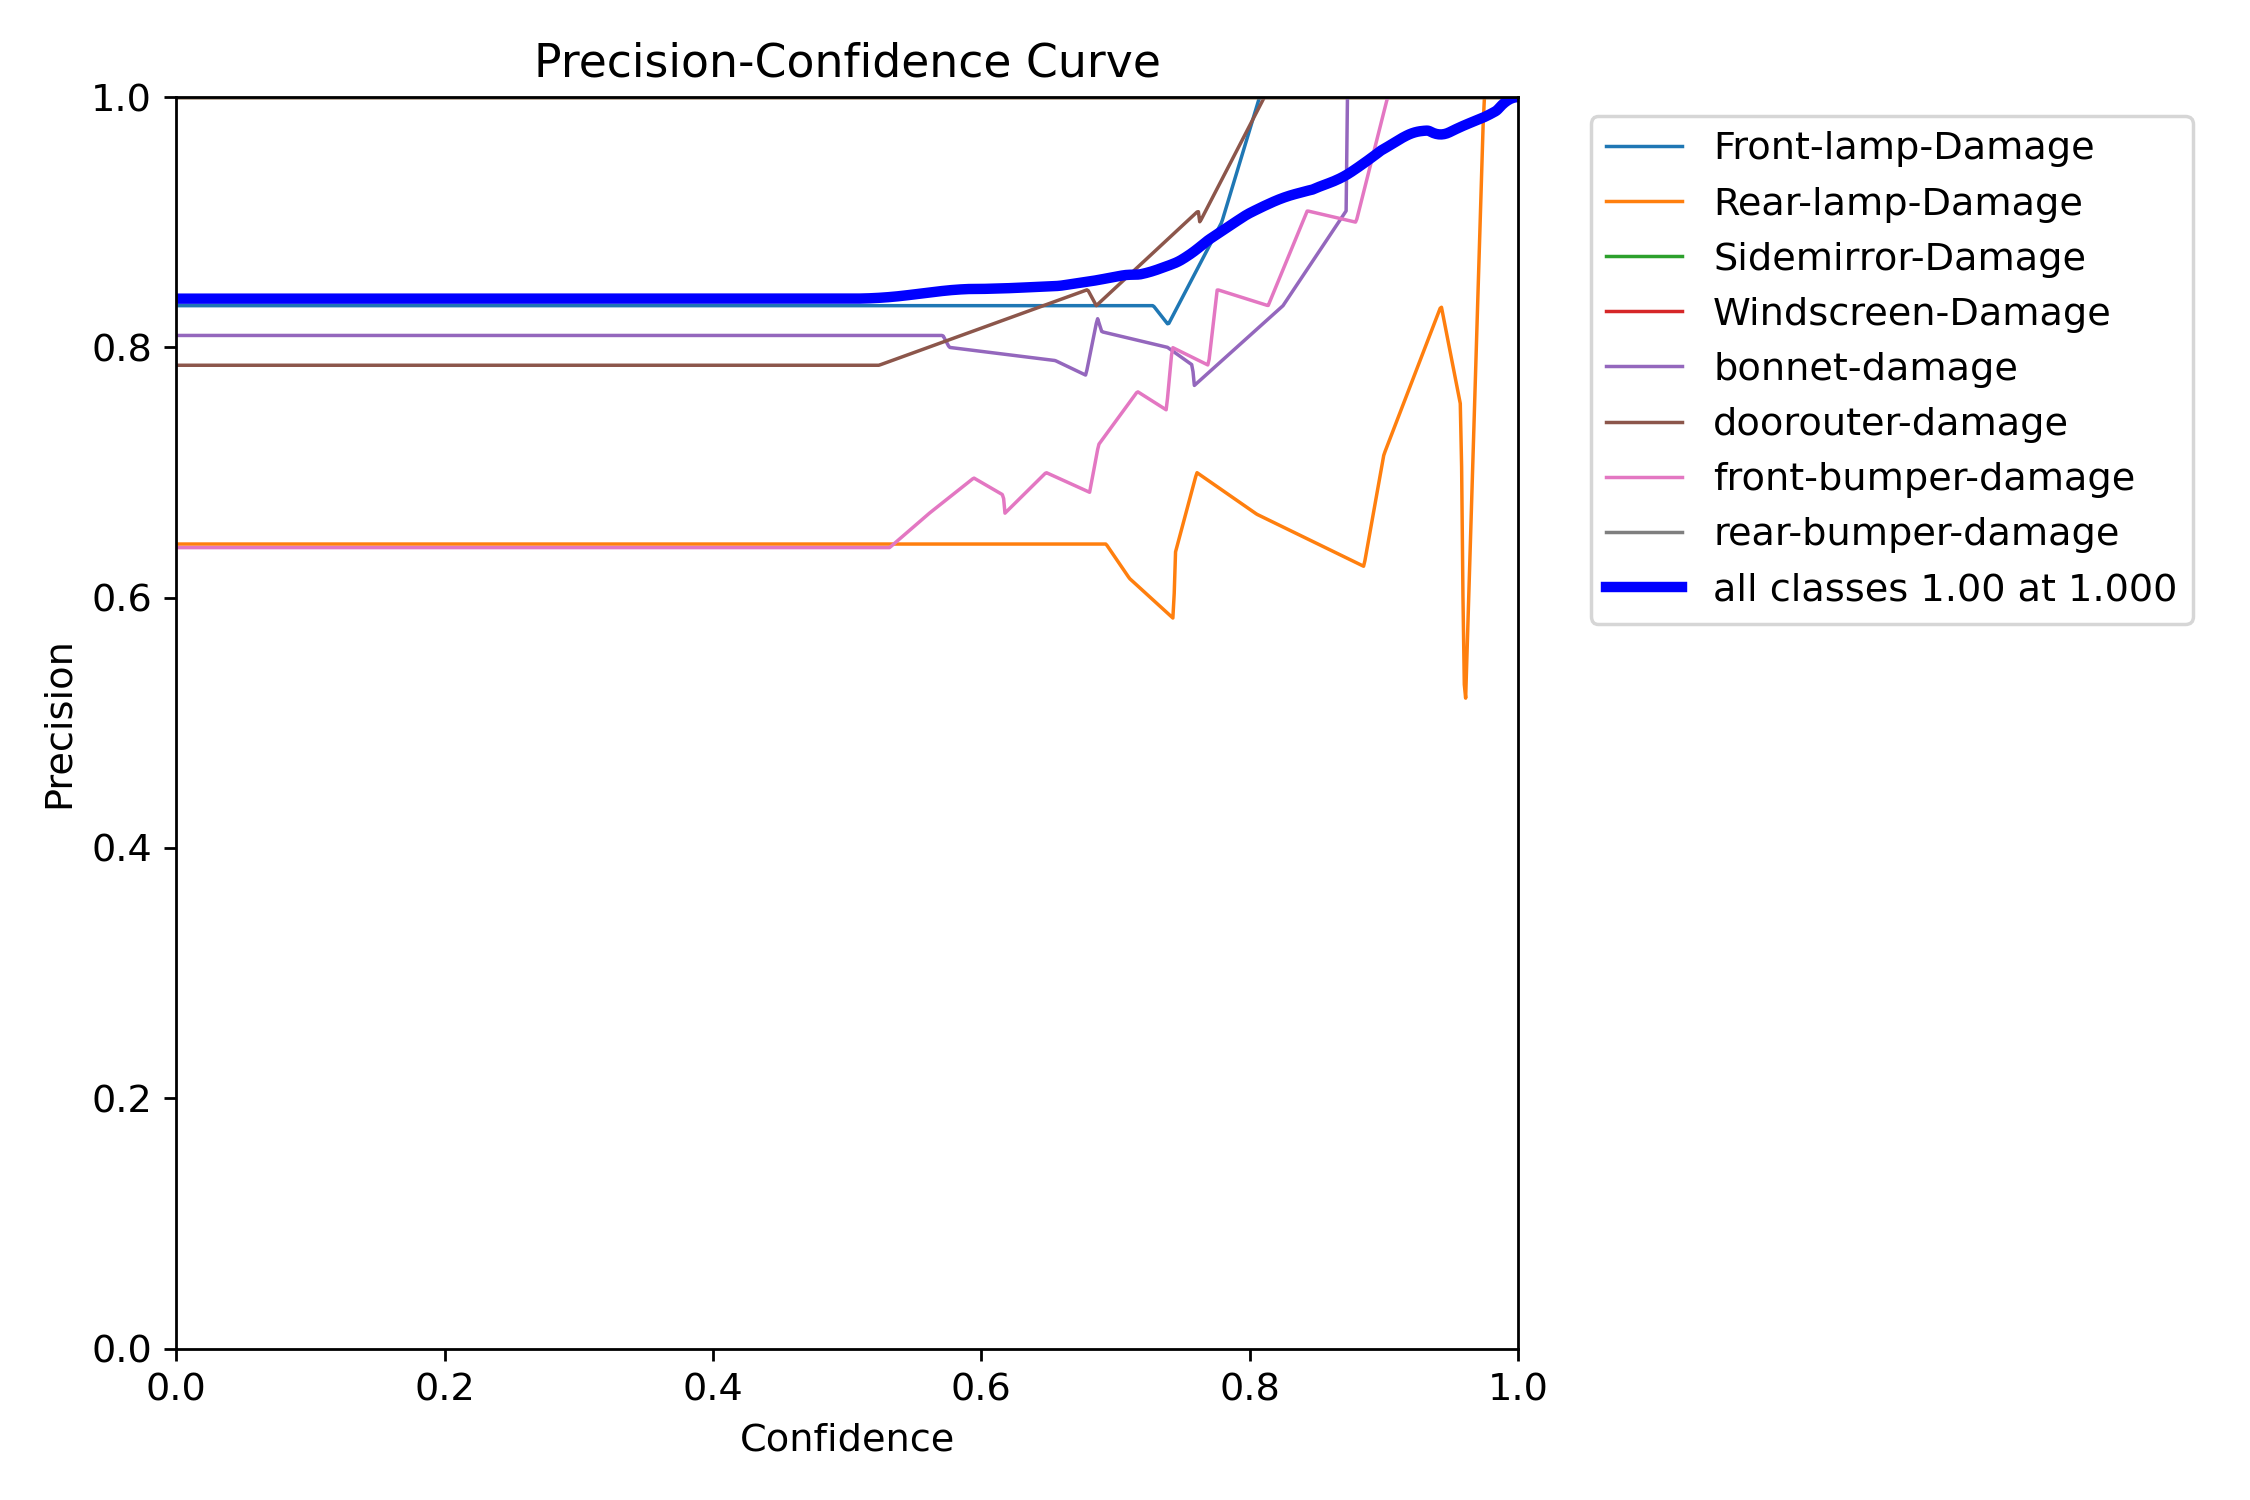 Precision-Confidence Curve
1.0
0.8
0.6
0.4
0.2
0.0
Precision
0.0 0.2 0.4 0.6 0.8 1.0
Confidence
Front-lamp-Damage
Rear-lamp-Damage
Sidemirror-Damage
Windscreen-Damage
bonnet-damage
doorouter-damage
front-bumper-damage
rear-bumper-damage
all classes 1.00 at 1.000